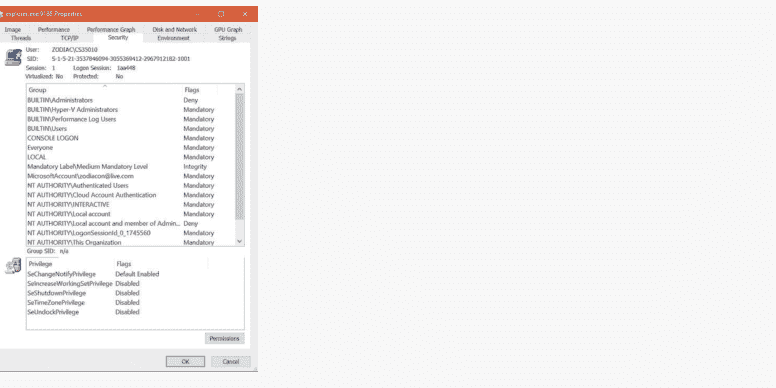 explorer.exe:9188 Properties
Image Performance Performance Graph Disk and Network GPU Graph
Threads TCP/IP Security Environment Strings
User: ZODIAC\CS35010
SID: S-1-5-21-3537846094-3055369412-2967912182-1001
Session: 1 Logon Session: 1aa448
Virtualized: No Protected: No
Group Flags
BUILTIN\Administrators Deny
BUILTIN\Hyper-V Administrators Mandatory
BUILTIN\Performance Log Users Mandatory
BUILTIN\Users Mandatory
CONSOLE LOGON Mandatory
Everyone Mandatory
LOCAL Mandatory
Mandatory Label\Medium Mandatory Level Integrity
MicrosoftAccount\zodiacon@live.com Mandatory
NT AUTHORITY\Authenticated Users Mandatory
NT AUTHORITY\Cloud Account Authentication Mandatory
NT AUTHORITY\INTERACTIVE Mandatory
NT AUTHORITY\Local account Mandatory
NT AUTHORITY\Local account and member of Admin... Deny
NT AUTHORITY\LogonSessionId_0_1745560 Mandatory
NT AUTHORITY\This Organization Mandatory
Group SID: n/a
Privilege Flags
SeChangeNotifyPrivilege Default Enabled
SeIncreaseWorkingSetPrivilege Disabled
SeShutdownPrivilege Disabled
SeTimeZonePrivilege Disabled
SeUndockPrivilege Disabled
Permissions
OK Cancel